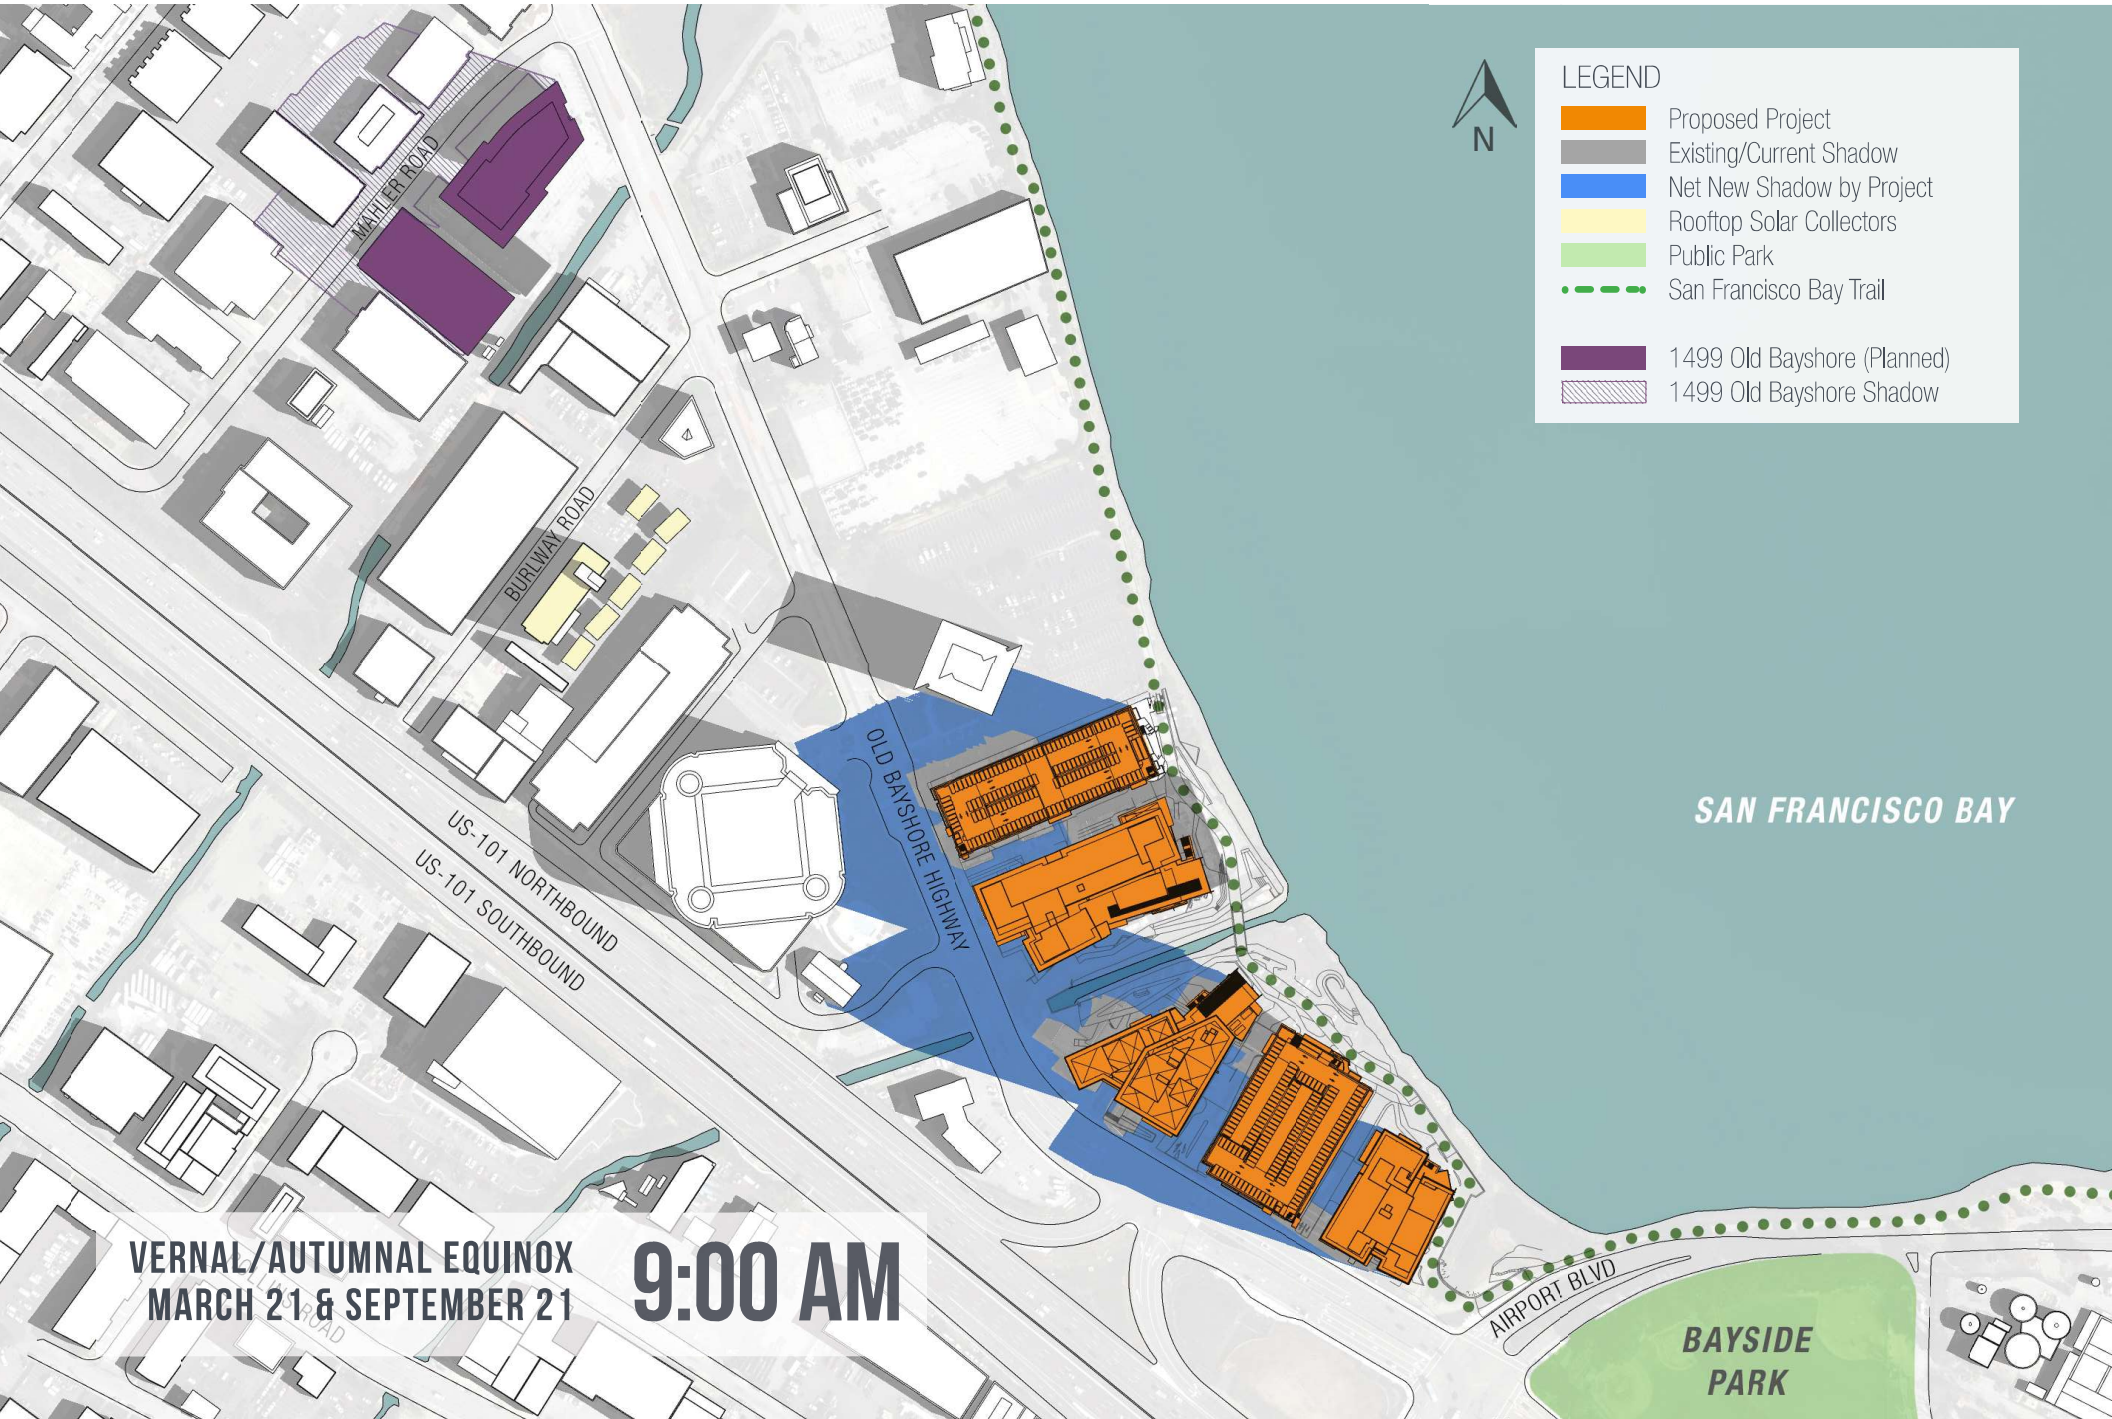 LEGEND
Proposed Project
Existing/Current Shadow
Net New Shadow by Project
Rooftop Solar Collectors
Public Park
San Francisco Bay Trail
1499 Old Bayshore (Planned)
1499 Old Bayshore Shadow
N
MAHLER ROAD
BURLWAY ROAD
OLD BAYSHORE HIGHWAY
US-101 NORTHBOUND
US-101 SOUTHBOUND
SAN FRANCISCO BAY
AIRPORT BLVD
BAYSIDE
PARK
VERNAL/AUTUMNAL EQUINOX
MARCH 21 & SEPTEMBER 21
9:00 AM
ROAD